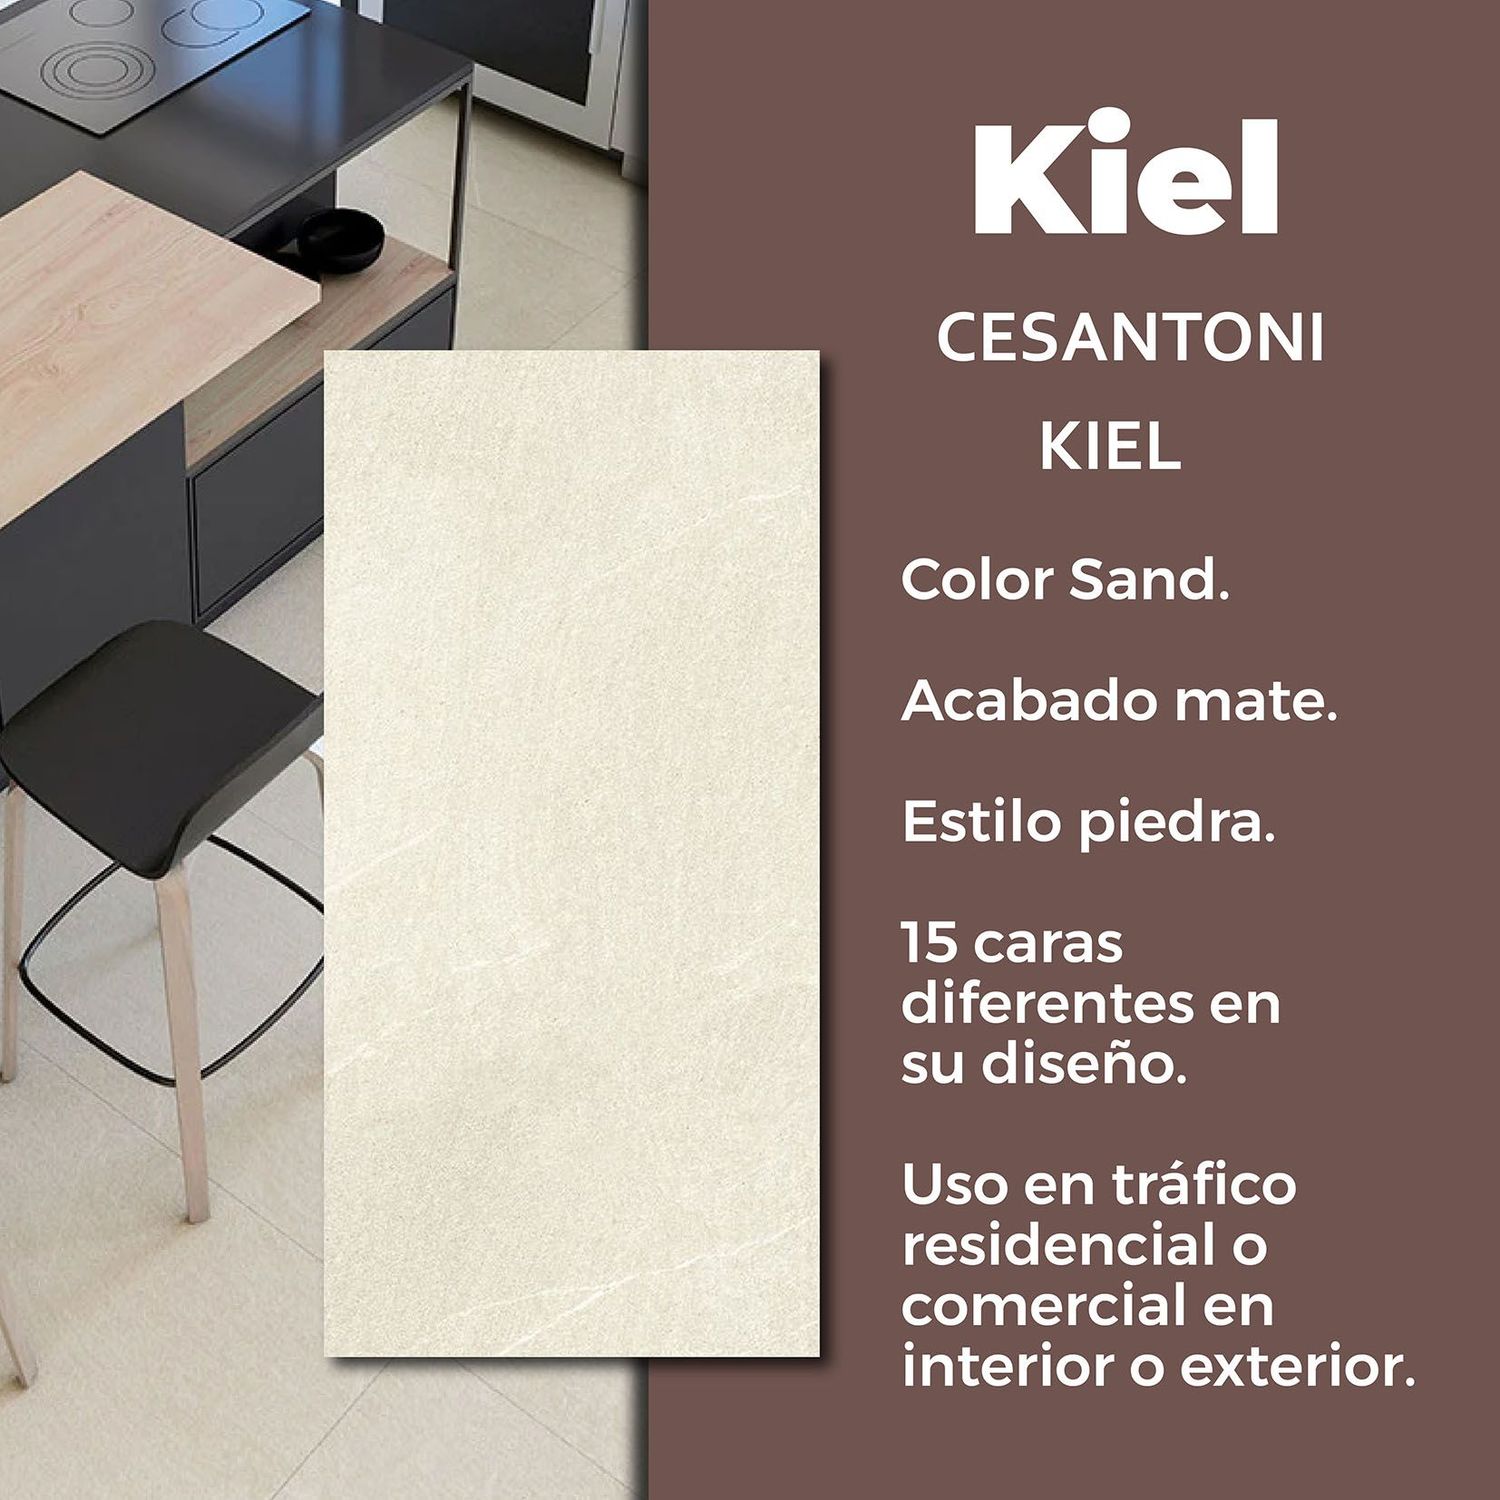 Kiel
CESANTONI
KIEL
Color Sand.
Acabado mate.
Estilo piedra.
15 caras
diferentes en
su diseño.
Uso en tráfico
residencial o
comercial en
interior o exterior.